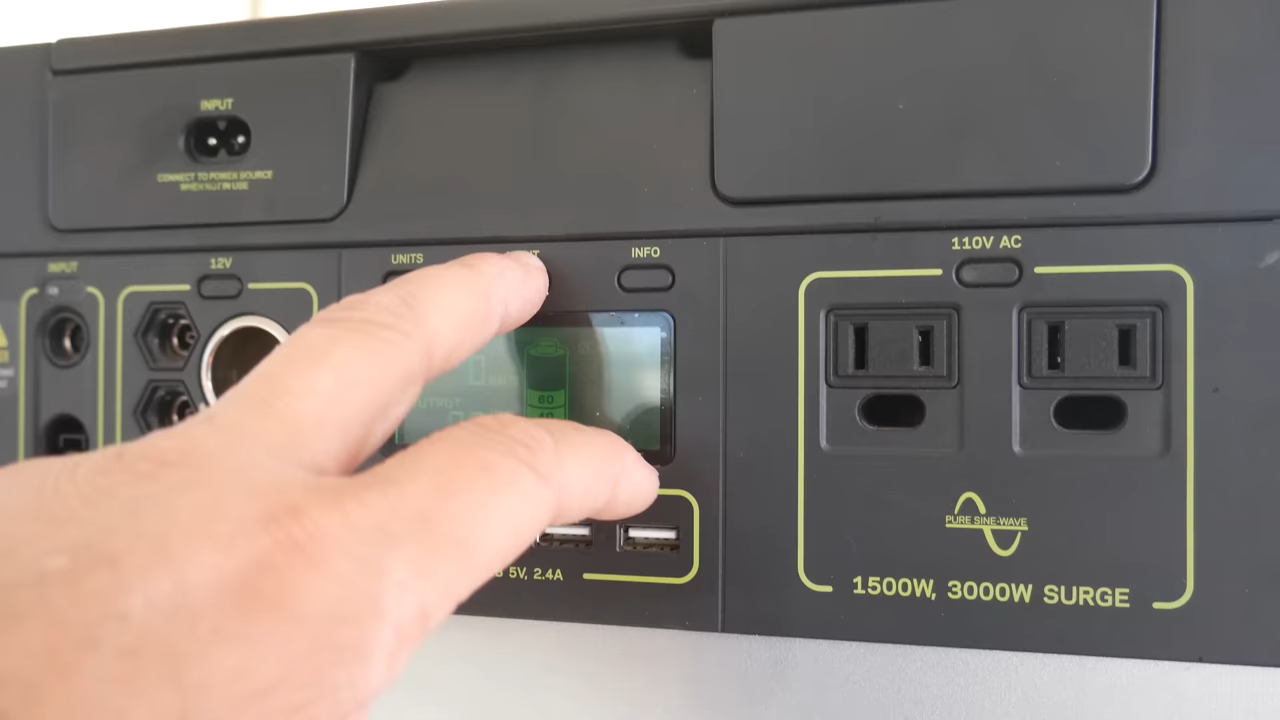 INPUT
CONNECT TO POWER SOURCE
WHEN NOT IN USE
INPUT
12V
UNITS
INFO
110V AC
60
40
5V, 2.4A
PURE SINE-WAVE
1500W, 3000W SURGE